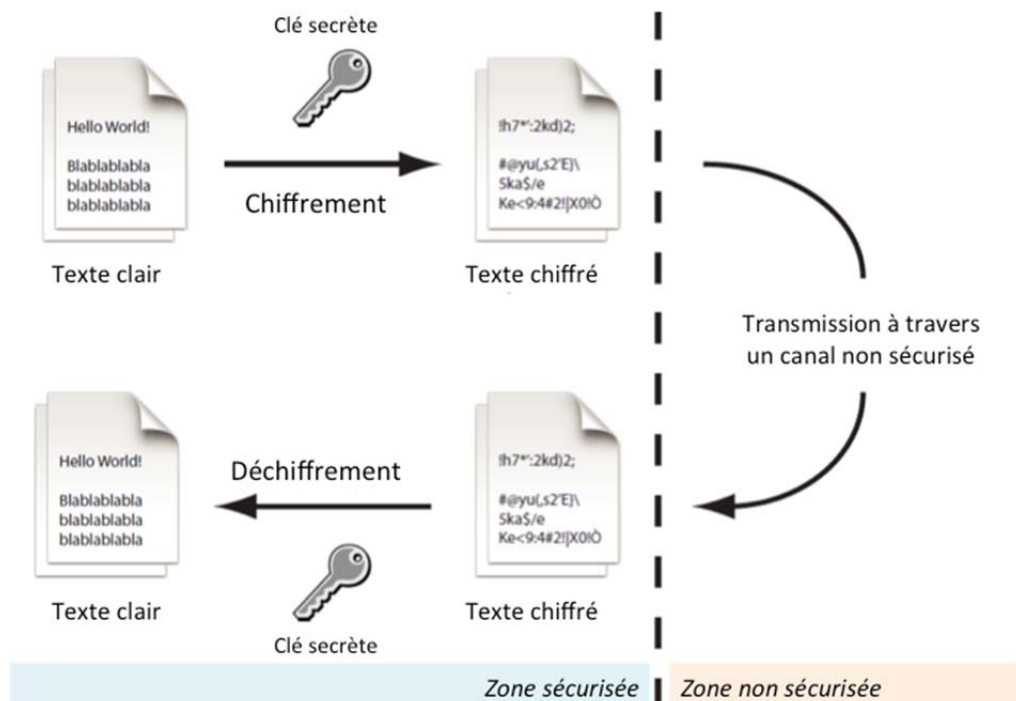 Clé secrète
Hello World!
Blablablabla
blablablabla
blablablabla
Chiffrement
!h7*':2kd)2;
#@yu(,s2'E)\
5ka$/e
Ke<9:4#2!|X0!Ò
Texte clair
Texte chiffré
Transmission à travers
un canal non sécurisé
Hello World!
Blablablabla
blablablabla
blablablabla
Déchiffrement
!h7*':2kd)2;
#@yu(,s2'E)\
5ka$/e
Ke<9:4#2!|X0!Ò
Texte clair
Texte chiffré
Clé secrète
Zone sécurisée
Zone non sécurisée